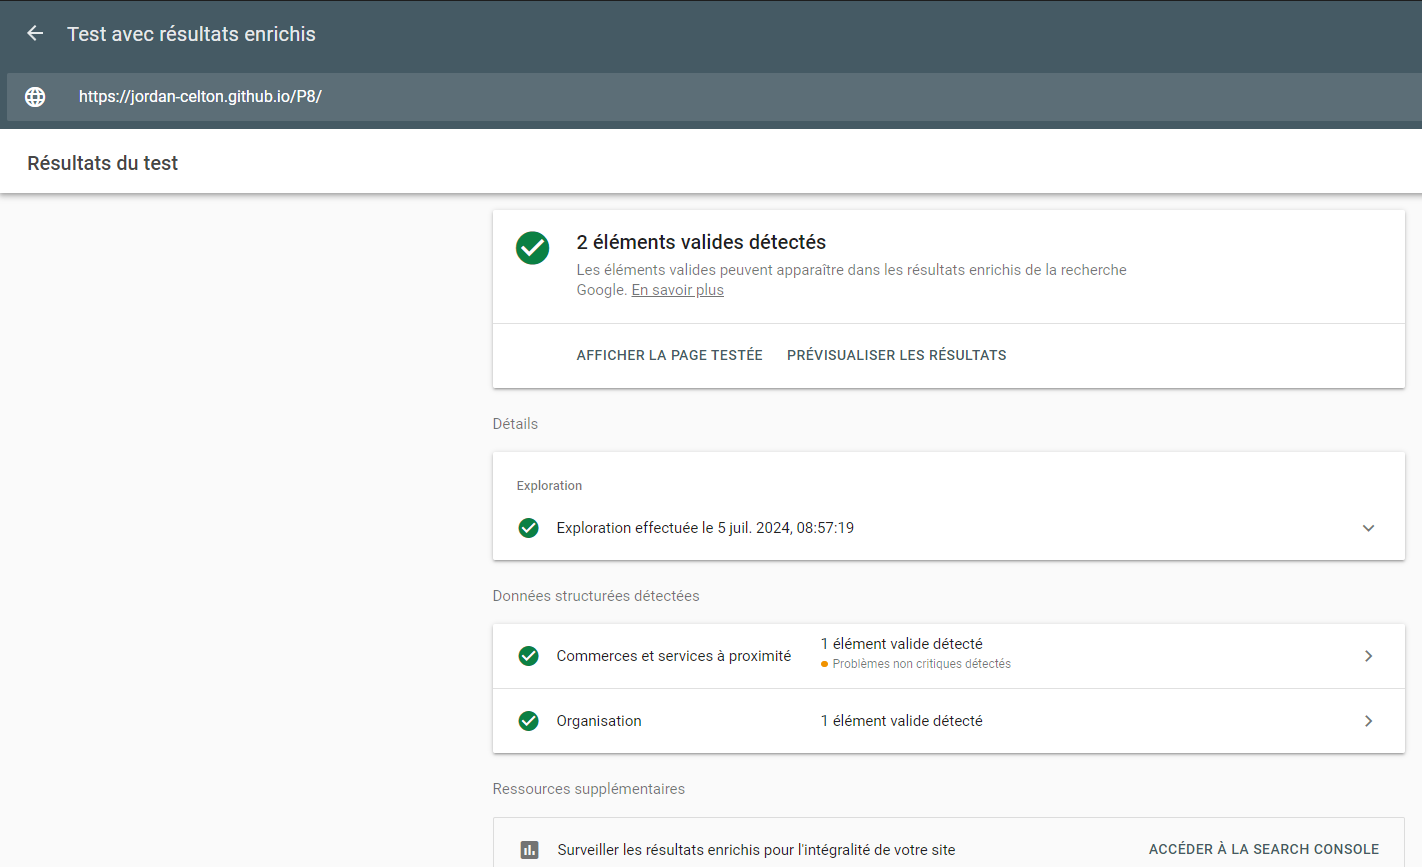 Test avec résultats enrichis
https://jordan-celton.github.io/P8/
Résultats du test
2 éléments valides détectés
Les éléments valides peuvent apparaître dans les résultats enrichis de la recherche
Google. En savoir plus
AFFICHER LA PAGE TESTÉE PRÉVISUALISER LES RÉSULTATS
Détails
Exploration
Exploration effectuée le 5 juil. 2024, 08:57:19
Données structurées détectées
Commerces et services à proximité 1 élément valide détecté
Problèmes non critiques détectés
Organisation 1 élément valide détecté
Ressources supplémentaires
Surveiller les résultats enrichis pour l'intégralité de votre site ACCÉDER À LA SEARCH CONSOLE